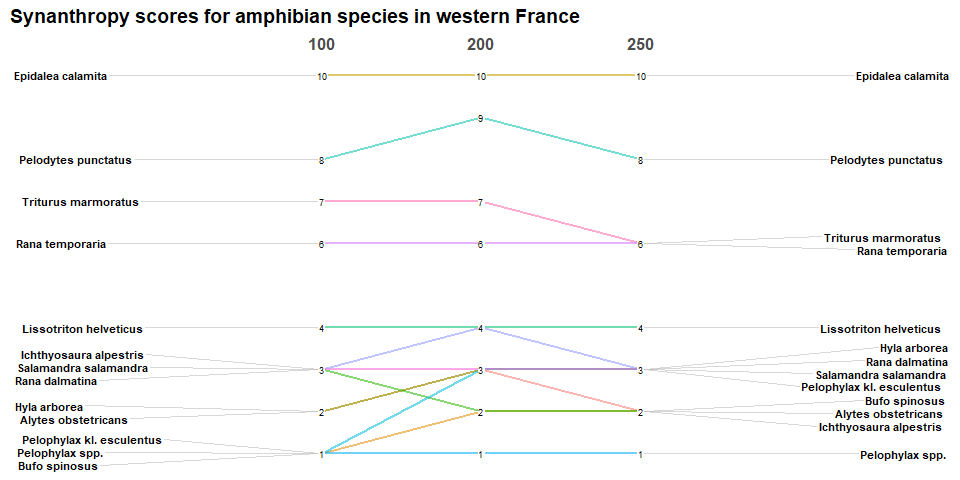 Synanthropy scores for amphibian species in western France
100 200 250
Epidalea calamita 10 10 10 Epidalea calamita
9
Pelodytes punctatus 8 8 Pelodytes punctatus
Triturus marmoratus 7 7
Triturus marmoratus
Rana temporaria 6 6 6
Rana temporaria
Lissotriton helveticus 4 4 4 Lissotriton helveticus
Hyla arborea
Ichthyosaura alpestris
Rana dalmatina
Salamandra salamandra 3 3 3
Salamandra salamandra
Rana dalmatina
Pelophylax kl. esculentus
Bufo spinosus
Hyla arborea
2 2 2
Alytes obstetricans
Alytes obstetricans
Ichthyosaura alpestris
Pelophylax kl. esculentus
Pelophylax spp. 1 1 1 Pelophylax spp.
Bufo spinosus